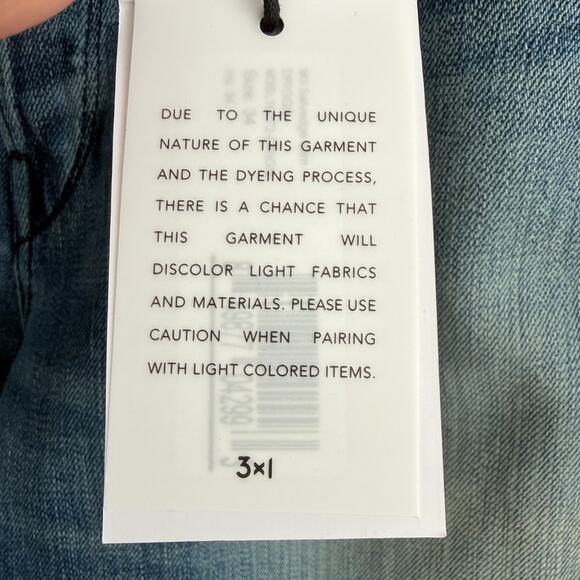 DUE TO THE UNIQUE
NATURE OF THIS GARMENT
AND THE DYEING PROCESS,
THERE IS A CHANCE THAT
THIS GARMENT WILL
DISCOLOR LIGHT FABRICS
AND MATERIALS. PLEASE USE
CAUTION WHEN PAIRING
WITH LIGHT COLORED ITEMS.
3x1